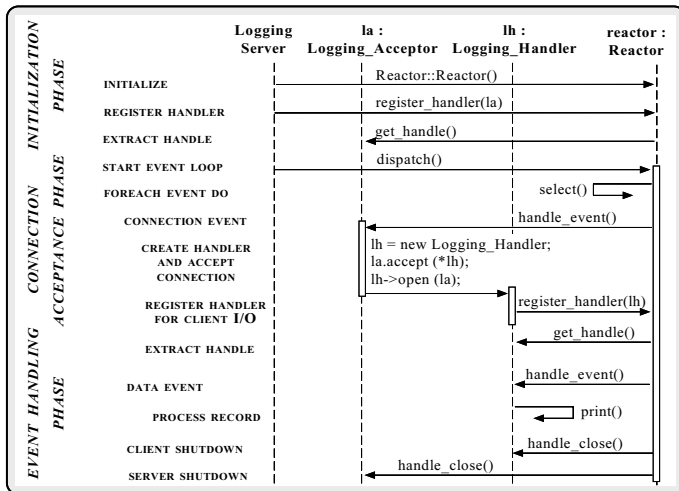 Logging
Server
la :
Logging_Acceptor
lh :
Logging_Handler
reactor :
Reactor
INITIALIZATION
PHASE
INITIALIZE
Reactor::Reactor()
REGISTER HANDLER
register_handler(la)
EXTRACT HANDLE
get_handle()
CONNECTION
ACCEPTANCE PHASE
START EVENT LOOP
dispatch()
FOREACH EVENT DO
select()
CONNECTION EVENT
handle_event()
CREATE HANDLER
AND ACCEPT
CONNECTION
lh = new Logging_Handler;
la.accept (*lh);
lh->open (la);
REGISTER HANDLER
FOR CLIENT I/O
register_handler(lh)
EXTRACT HANDLE
get_handle()
EVENT HANDLING
PHASE
DATA EVENT
handle_event()
PROCESS RECORD
print()
CLIENT SHUTDOWN
handle_close()
SERVER SHUTDOWN
handle_close()